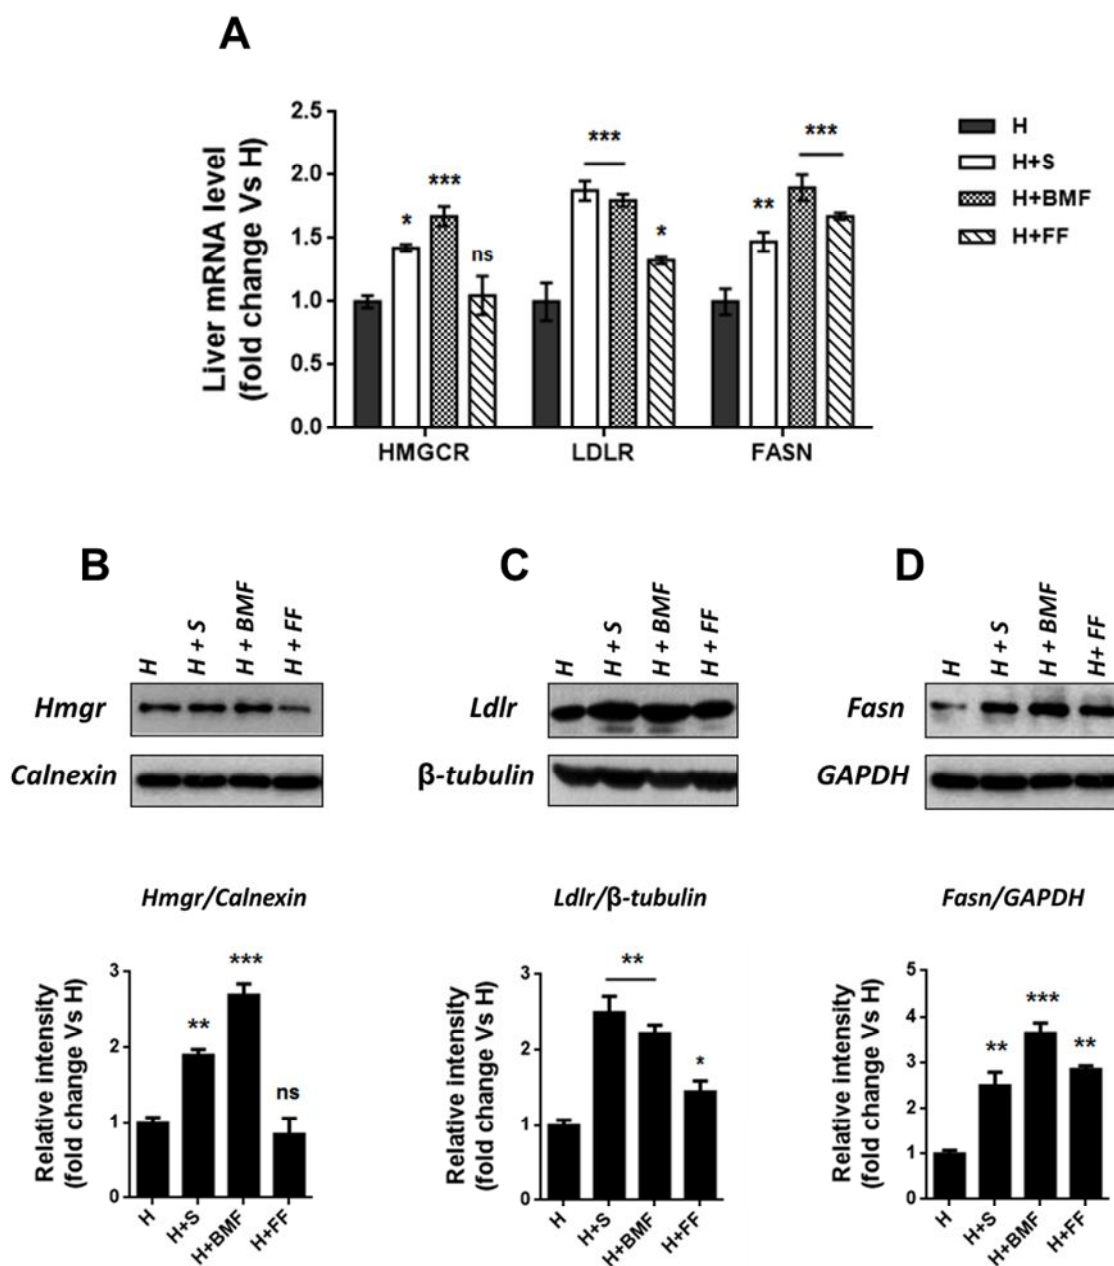 A
Liver mRNA level
(fold change Vs H)
2.5
2.0
1.5
1.0
0.5
0.0
*
***
ns
***
*
**
***
HMGCR
LDLR
FASN
H
H+S
H+BMF
H+FF
B
H
H + S
H + BMF
H + FF
Hmgr
Calnexin
Hmgr/Calnexin
Relative intensity
(fold change Vs H)
3
2
1
0
**
***
ns
H
H+S
H+BMF
H+FF
C
H
H + S
H + BMF
H + FF
Ldlr
β-tubulin
Ldlr/β-tubulin
Relative intensity
(fold change Vs H)
3
2
1
0
**
*
H
H+S
H+BMF
H+FF
D
H
H + S
H + BMF
H+ FF
Fasn
GAPDH
Fasn/GAPDH
Relative intensity
(fold change Vs H)
5
4
3
2
1
0
**
***
**
H
H+S
H+BMF
H+FF